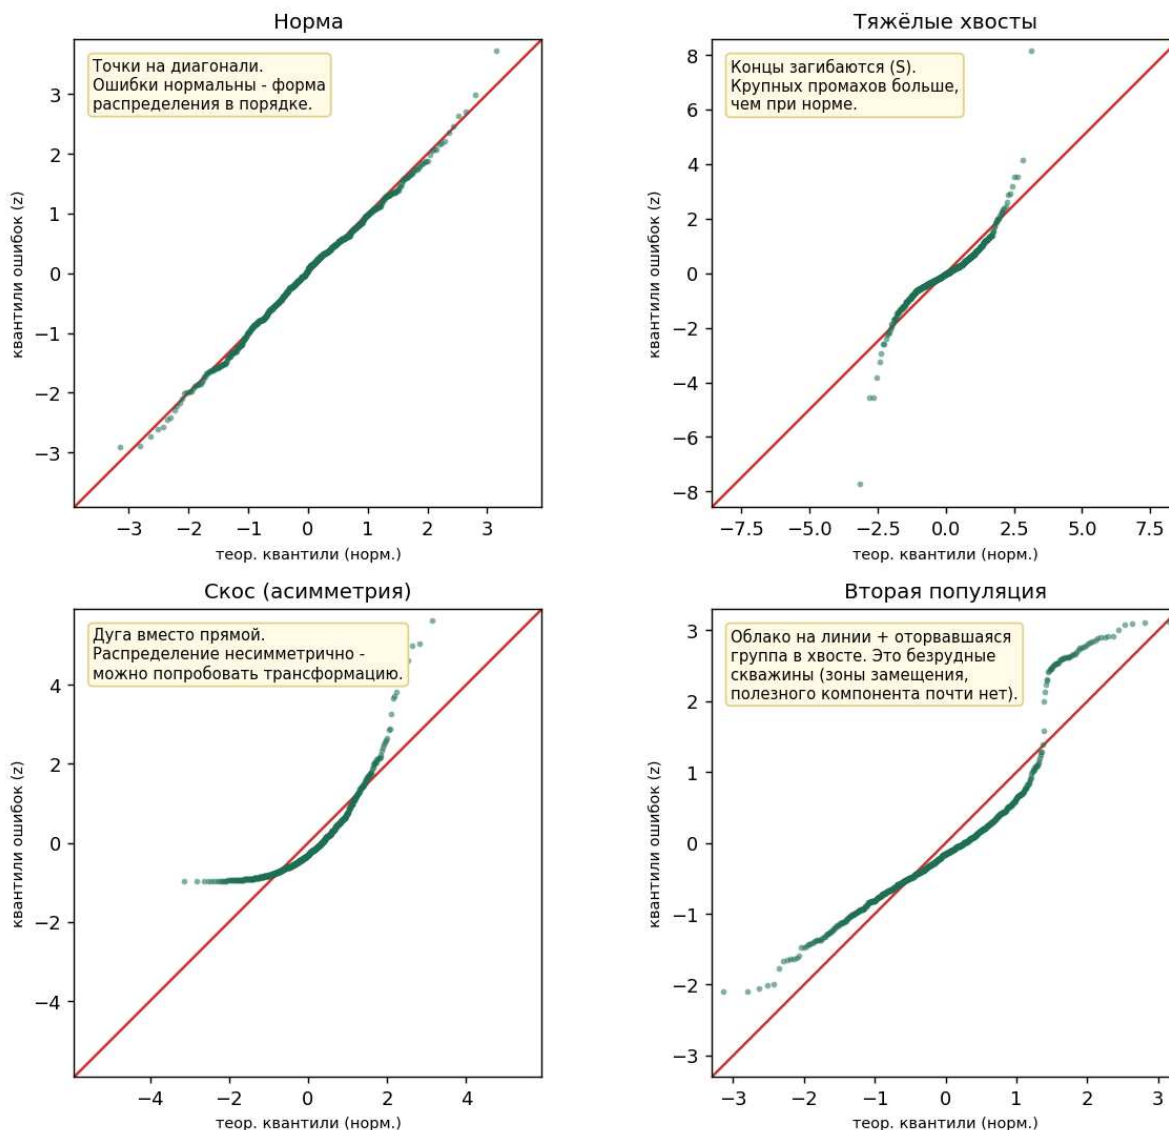 Норма
Точки на диагонали.
Ошибки нормальны - форма
распределения в порядке.
квантили ошибок (z)
3
2
1
0
−1
−2
−3
−3
−2
−1
0
1
2
3
теор. квантили (норм.)
Тяжёлые хвосты
Концы загибаются (S).
Крупных промахов больше,
чем при норме.
квантили ошибок (z)
8
6
4
2
0
−2
−4
−6
−8
−7.5
−5.0
−2.5
0.0
2.5
5.0
7.5
теор. квантили (норм.)
Скос (асимметрия)
Дуга вместо прямой.
Распределение несимметрично -
можно попробовать трансформацию.
квантили ошибок (z)
4
2
0
−2
−4
−4
−2
0
2
4
теор. квантили (норм.)
Вторая популяция
Облако на линии + оторвавшаяся
группа в хвосте. Это безрудные
скважины (зоны замещения,
полезного компонента почти нет).
квантили ошибок (z)
3
2
1
0
−1
−2
−3
−3
−2
−1
0
1
2
3
теор. квантили (норм.)